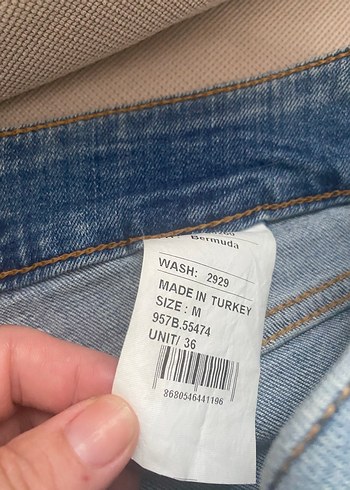 Bermuda
WASH: 2929
MADE IN TURKEY
SIZE : M
957B.55474
UNIT/ 36
8680546441196